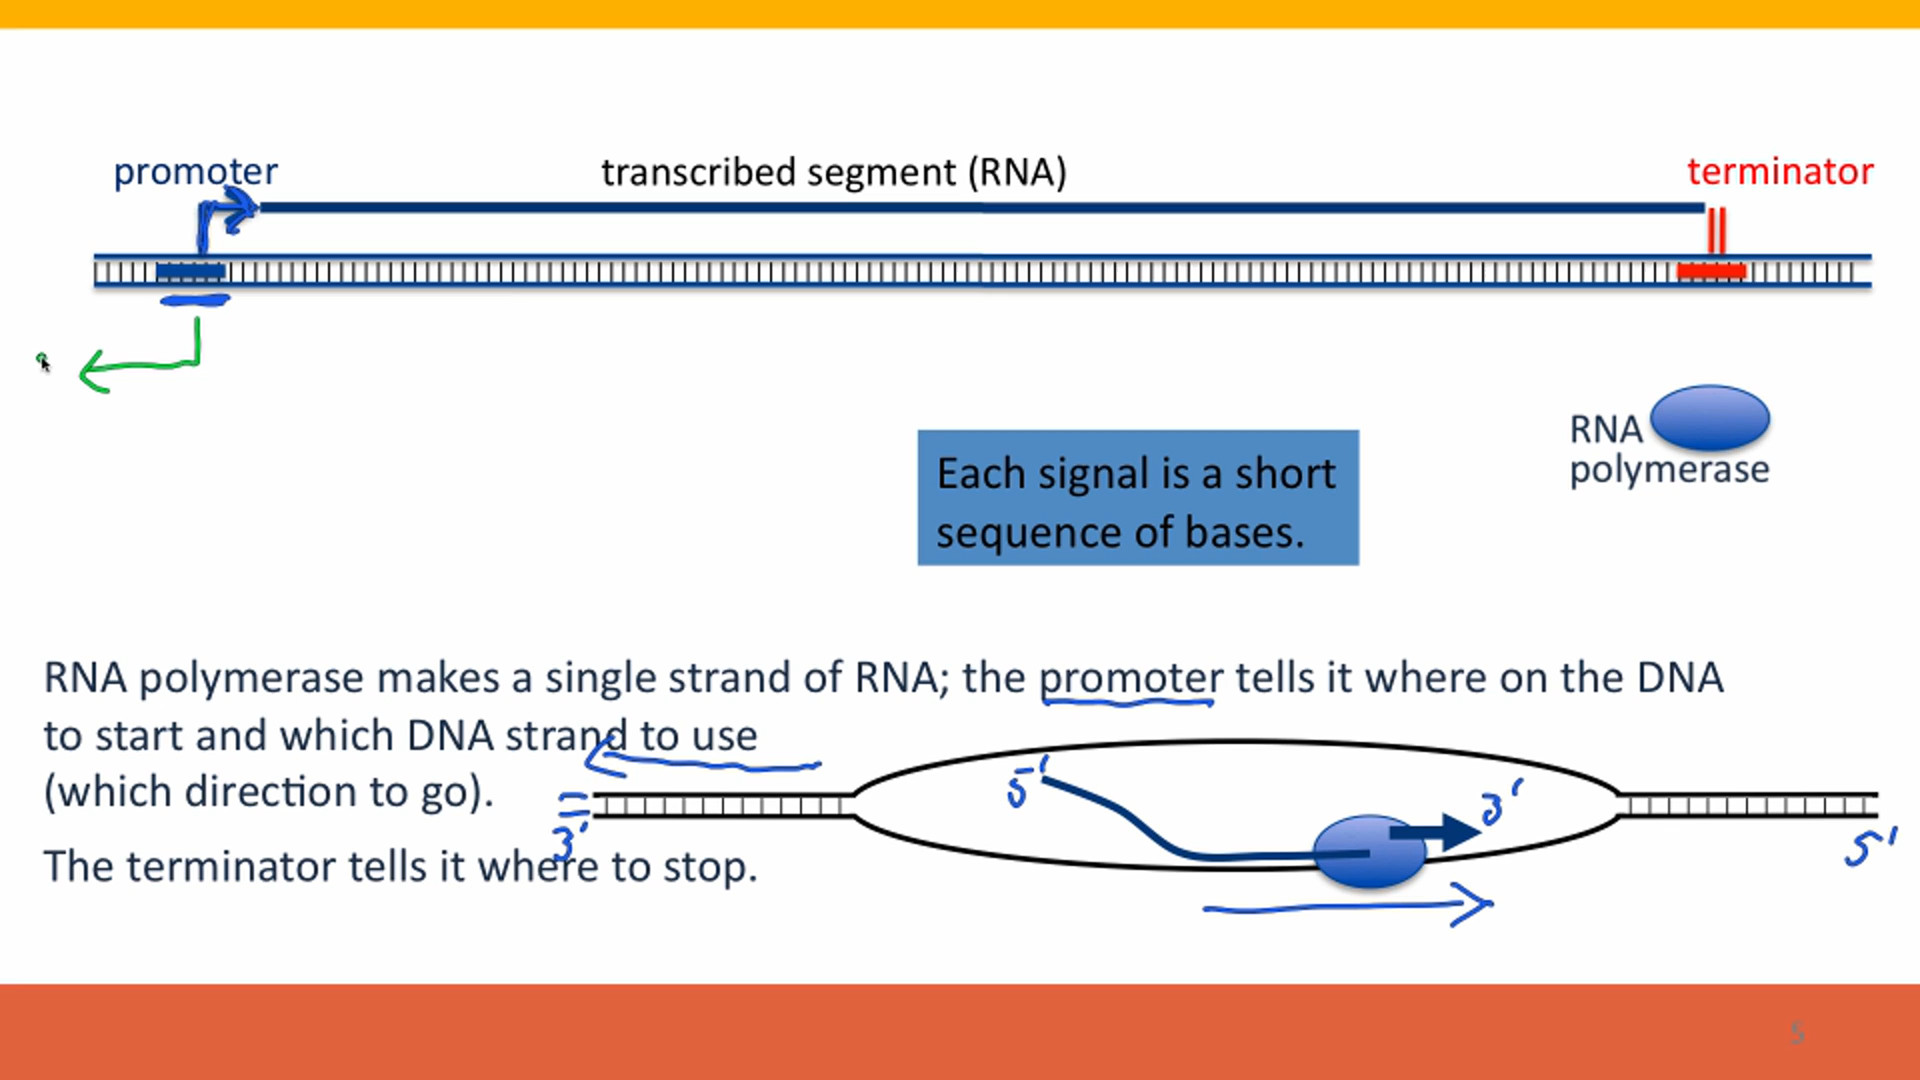 promoter
transcribed segment (RNA)
terminator
RNA
polymerase
Each signal is a short
sequence of bases.
RNA polymerase makes a single strand of RNA; the promoter tells it where on the DNA
to start and which DNA strand to use
(which direction to go).
5'
3'
3'
5'
The terminator tells it where to stop.
5